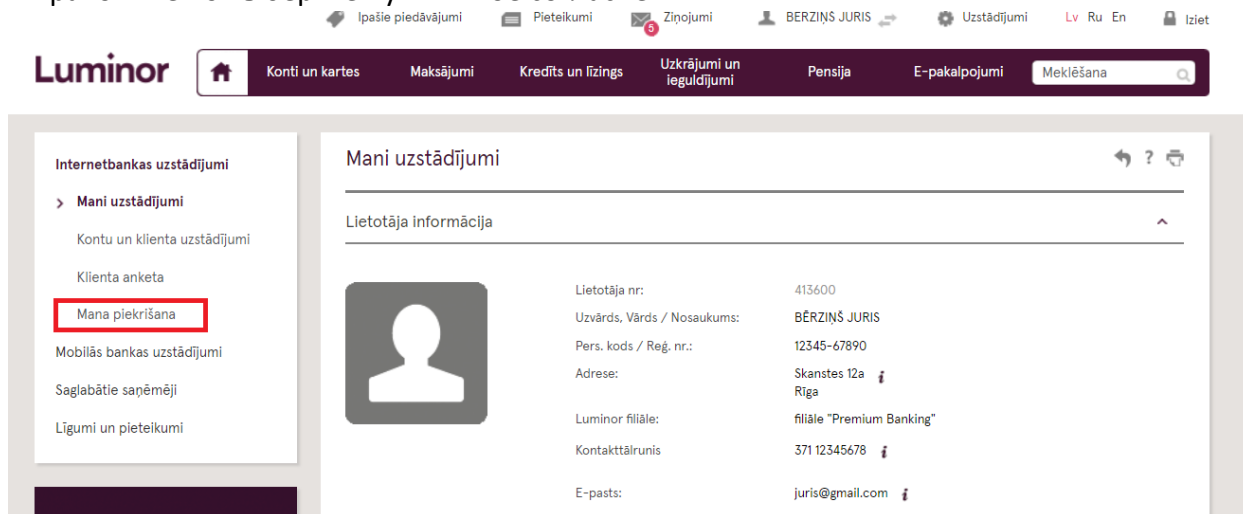 Īpašie piedāvājumi Pieteikumi 5 Ziņojumi BERZIŅS JURIS Uzstādījumi Lv Ru En Iziet
Luminor Konti un kartes Maksājumi Kredīts un līzings Uzkrājumi un ieguldījumi Pensija E-pakalpojumi Meklēšana
Internetbankas uzstādījumi
Mani uzstādījumi
Kontu un klienta uzstādījumi
Klienta anketa
Mana piekrišana
Mobilās bankas uzstādījumi
Saglabātie saņēmēji
Līgumi un pieteikumi
Mani uzstādījumi ?
Lietotāja informācija
Lietotāja nr: 413600
Uzvārds, Vārds / Nosaukums: BĒRZIŅŠ JURIS
Pers. kods / Reģ. nr.: 12345-67890
Adrese: Skanstes 12a i
Rīga
Luminor filiāle: filiāle "Premium Banking"
Kontakttālrunis 371 12345678 i
E-pasts: juris@gmail.com i